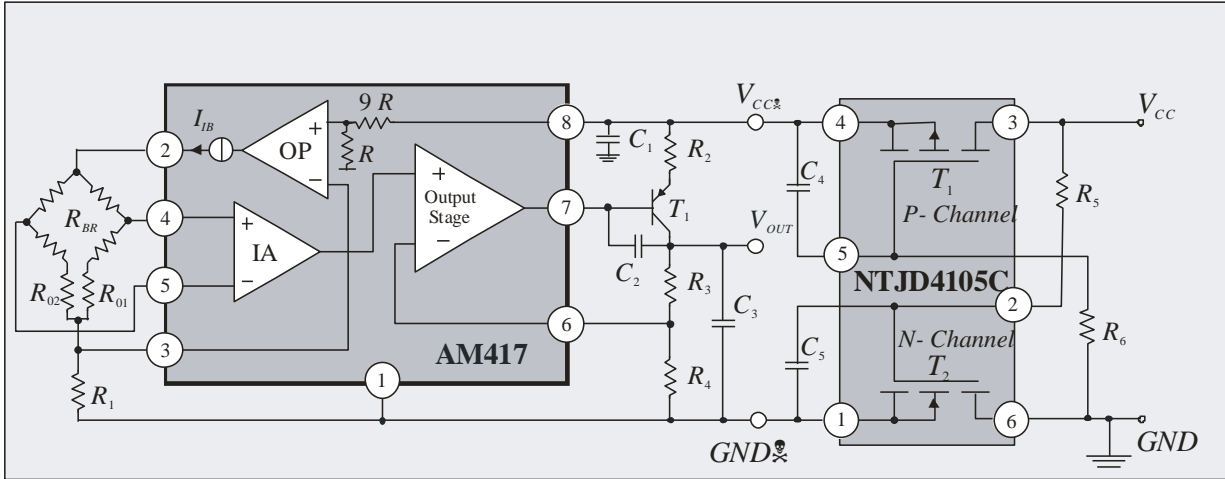 9 R
I_IB
OP
+
−
R
2
8
V_CC☠
C_1
R_2
4
3
V_CC
T_1
P- Channel
C_4
R_5
R_BR
4
+
IA
−
5
R_02
R_01
3
+
Output
Stage
−
7
T_1
V_OUT
C_2
R_3
C_3
6
R_4
AM417
1
R_1
5
NTJD4105C
2
C_5
N- Channel
T_2
R_6
1
6
GND☠
GND